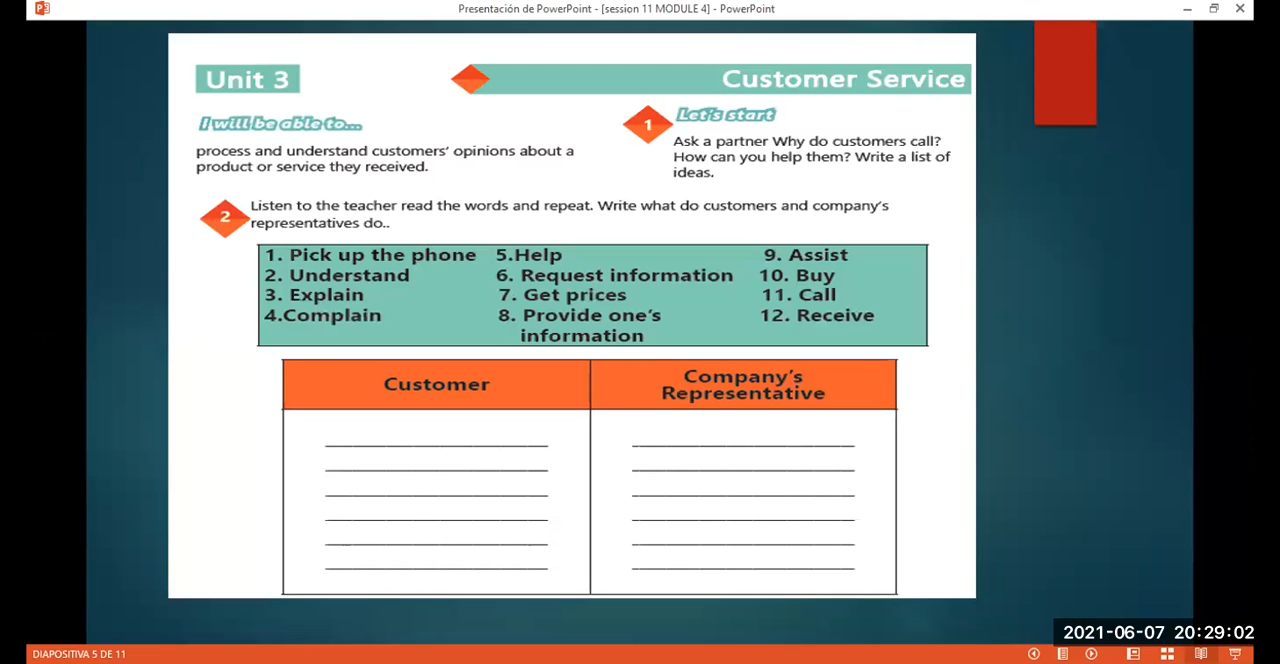 Presentación de PowerPoint - [session 11 MODULE 4] - PowerPoint
Unit 3
Customer Service
I will be able to...
process and understand customers' opinions about a
product or service they received.
1
Let's start
Ask a partner Why do customers call?
How can you help them? Write a list of
ideas.
2
Listen to the teacher read the words and repeat. Write what do customers and company's
representatives do..
1. Pick up the phone
2. Understand
3. Explain
4.Complain
5.Help
6. Request information
7. Get prices
8. Provide one's
information
9. Assist
10. Buy
11. Call
12. Receive
Customer
Company's
Representative
2021-06-07 20:29:02
DIAPOSITIVA 5 DE 11